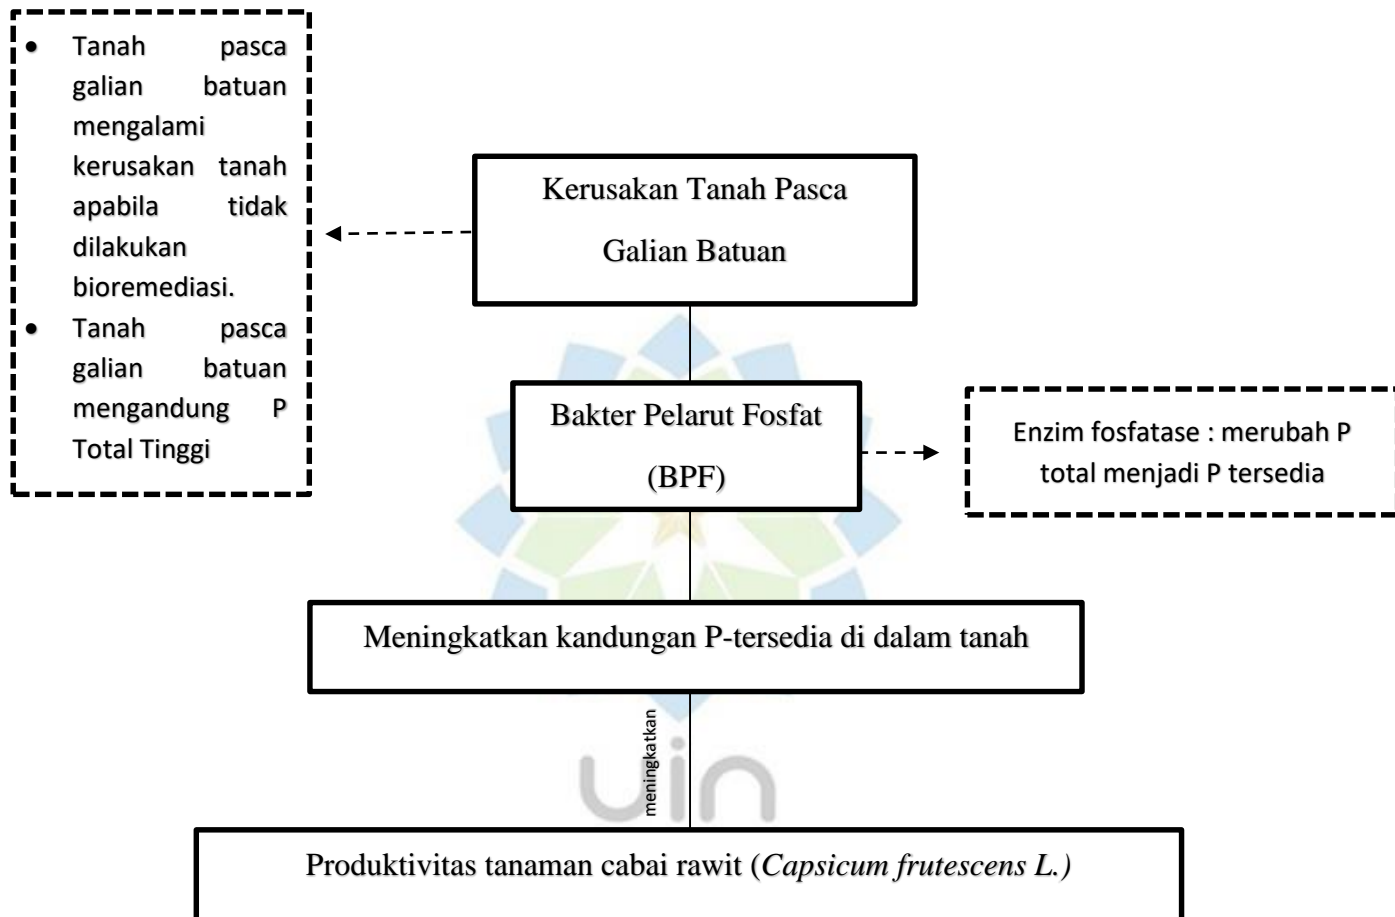 • Tanah pasca
galian batuan
mengalami
kerusakan tanah
apabila tidak
dilakukan
bioremediasi.
• Tanah pasca
galian batuan
mengandung P
Total Tinggi
Kerusakan Tanah Pasca
Galian Batuan
Bakter Pelarut Fosfat
(BPF)
Enzim fosfatase : merubah P
total menjadi P tersedia
Meningkatkan kandungan P-tersedia di dalam tanah
meningkatkan
uin
Produktivitas tanaman cabai rawit (Capsicum frutescens L.)